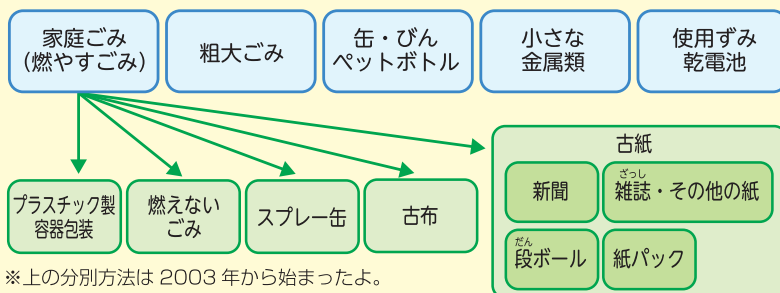 家庭ごみ
(燃やすごみ)
粗大ごみ
缶・びん
ペットボトル
小さな
金属類
使用ずみ
乾電池
プラスチック製
容器包装
燃えない
ごみ
スプレー缶
古布
古紙
新聞
ざっし
雑誌・その他の紙
だん
段ボール
紙パック
※上の分別方法は 2003 年から始まったよ。